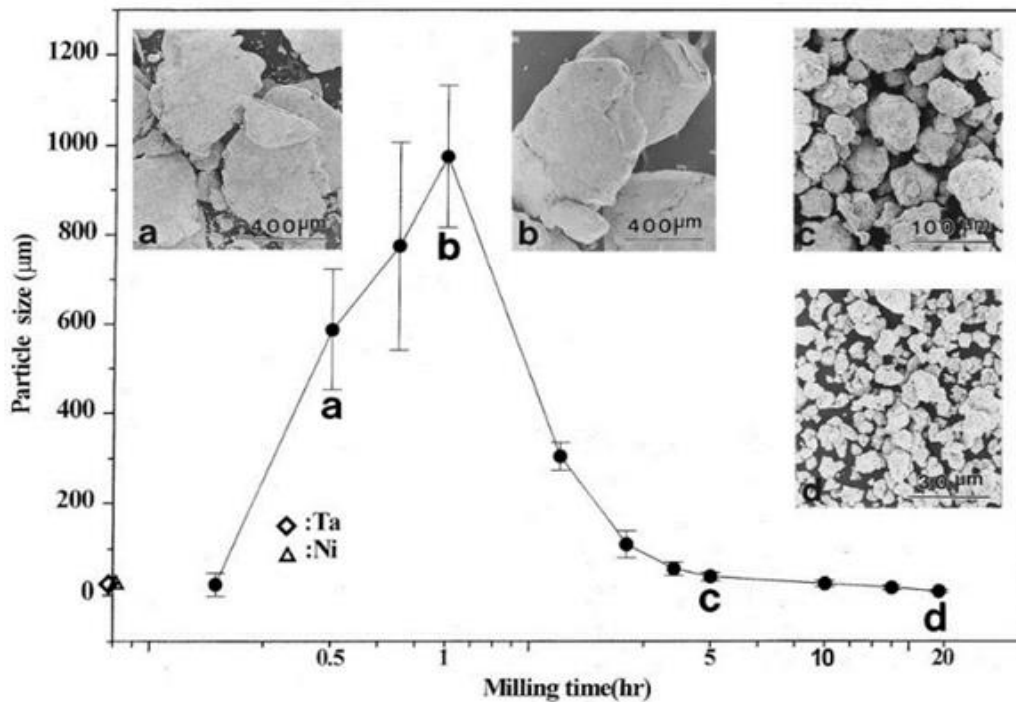 1200
1000
800
600
400
200
0
Particle size (μm)
a
400μm
b
400μm
c
100μm
d
30μm
b
a
◇ :Ta
△ :Ni
c
d
0.5
1
5
10
20
Milling time(hr)